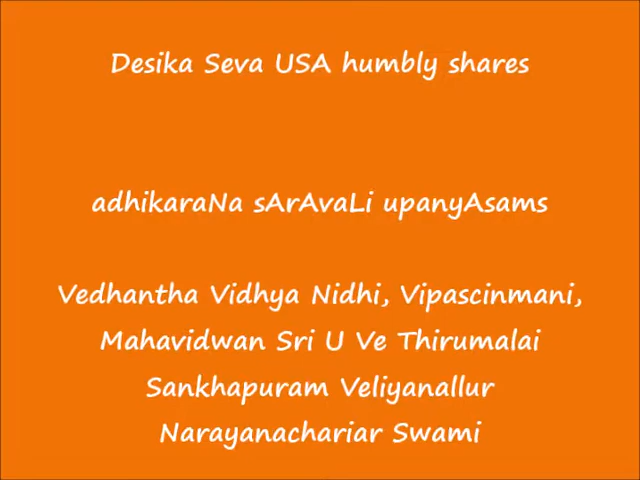 Desika Seva USA humbly shares
adhikaraNa sArAvaLi upanyAsams
Vedhantha Vidhya Nidhi, Vipascinmani,
Mahavidwan Sri U Ve Thirumalai
Sankhapuram Veliyanallur
Narayanachariar Swami